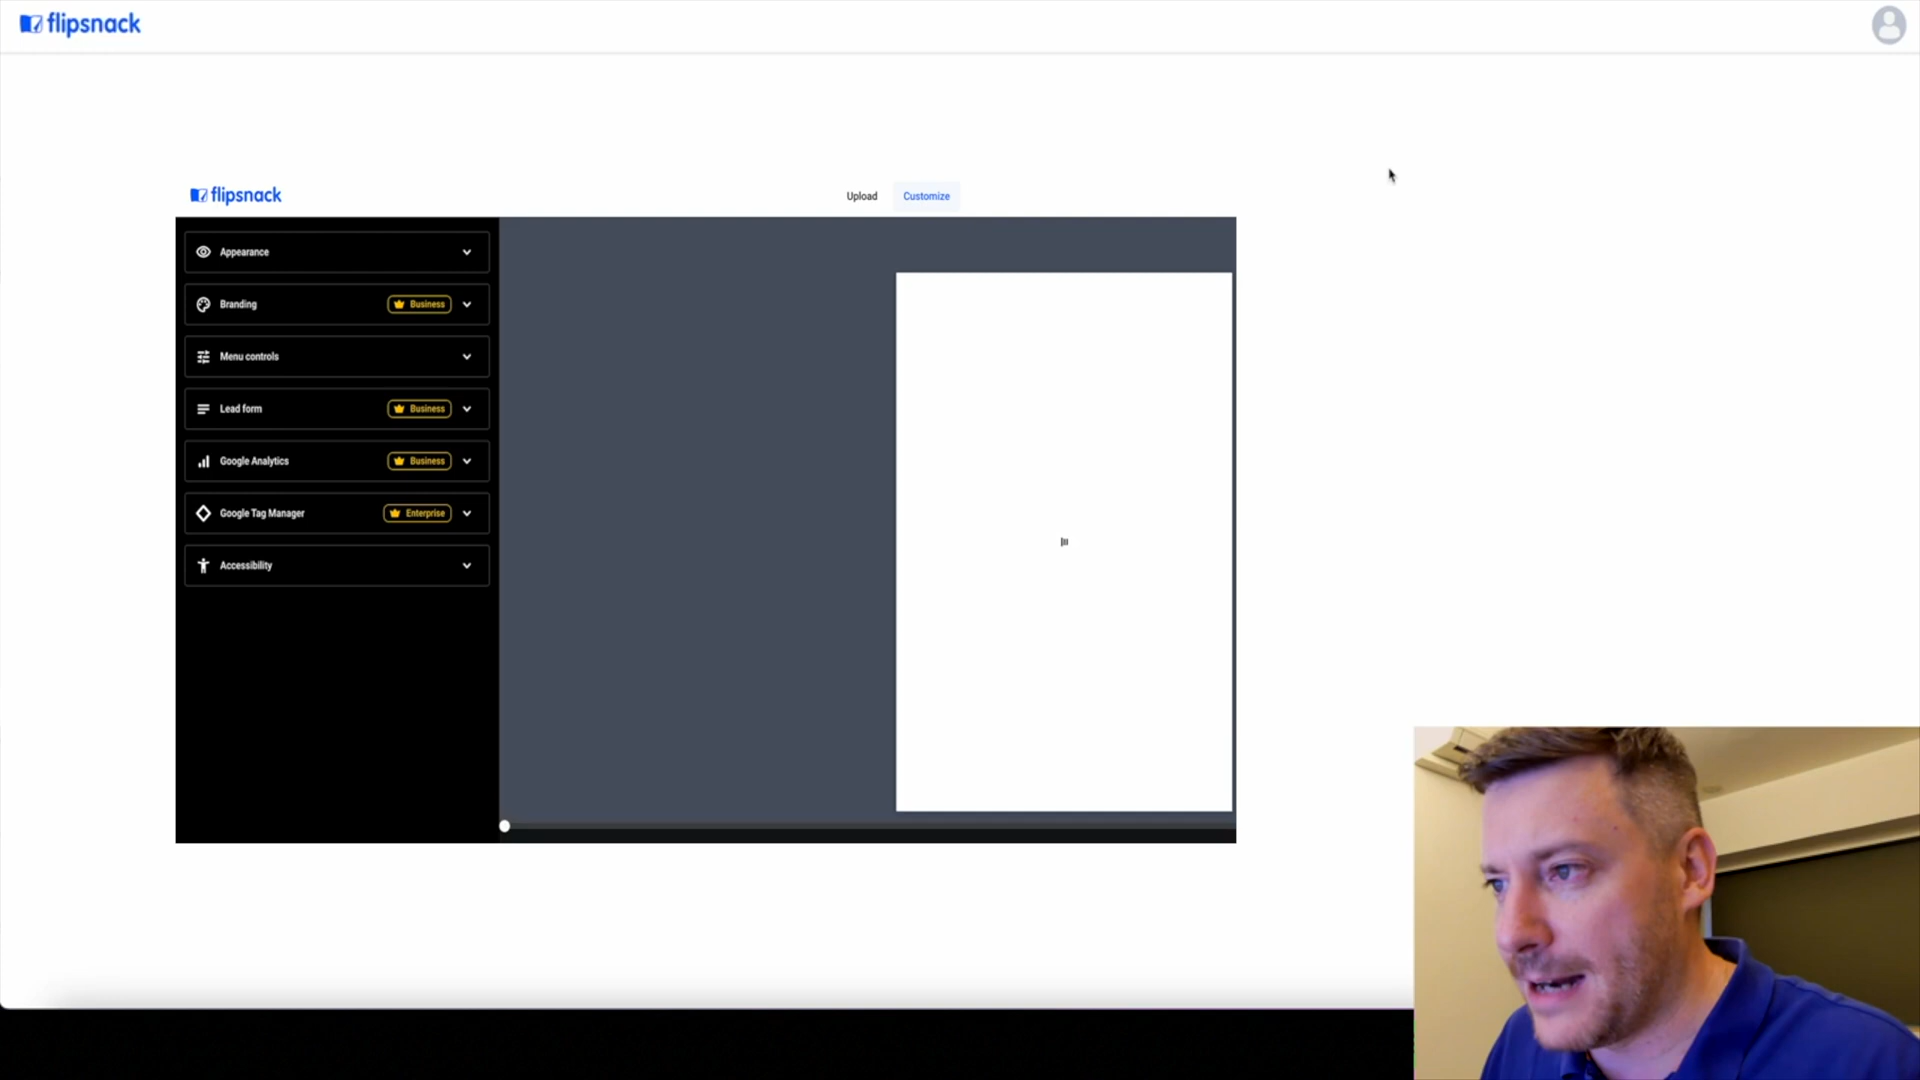 flipsnack
flipsnack
Upload
Customize
Appearance
Branding
Business
Menu controls
Lead form
Business
Google Analytics
Business
Google Tag Manager
Enterprise
Accessibility